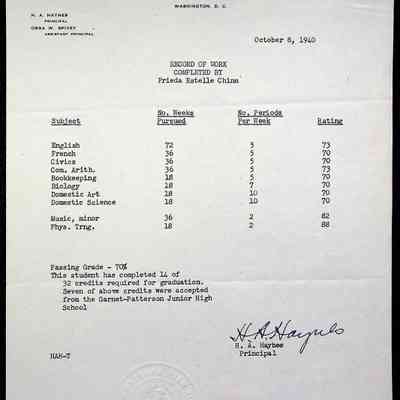 WASHINGTON, D. C.
H. A. HAYNES
PRINCIPAL
ORRA W. SPIVEY
ASSISTANT PRINCIPAL
October 8, 1940
RECORD OF WORK
COMPLETED BY
Frieda Estelle Chinn
Subject No. Weeks Pursued No. Periods Per Week Rating
English 72 5 73
French 36 5 70
Civics 36 5 70
Com. Arith. 36 5 73
Bookkeeping 18 5 70
Biology 18 7 70
Domestic Art 18 10 70
Domestic Science 18 10 70
Music, minor 36 2 82
Phys. Trng. 18 2 88
Passing Grade - 70%
This student has completed 14 of
32 credits required for graduation.
Seven of above credits were accepted
from the Garnet-Patterson Junior High
School
H.A. Haynes
H. A. Haynes
Principal
HAH-T